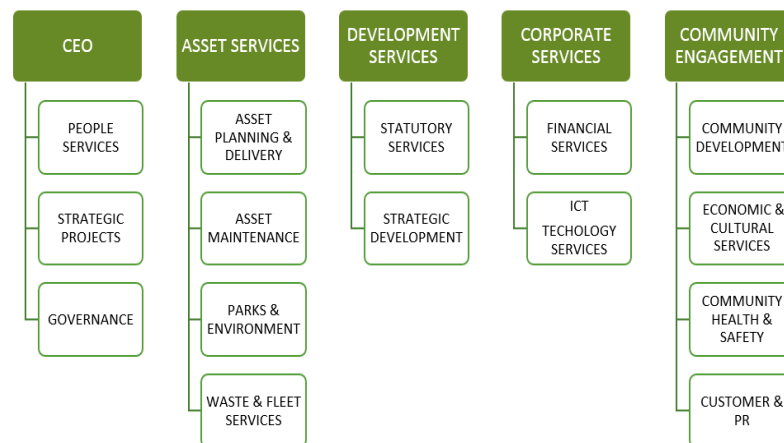 CEO
PEOPLE
SERVICES
STRATEGIC
PROJECTS
GOVERNANCE
ASSET SERVICES
ASSET
PLANNING &
DELIVERY
ASSET
MAINTENANCE
PARKS &
ENVIRONMENT
WASTE & FLEET
SERVICES
DEVELOPMENT
SERVICES
STATUTORY
SERVICES
STRATEGIC
DEVELOPMENT
CORPORATE
SERVICES
FINANCIAL
SERVICES
ICT
TECHOLOGY
SERVICES
COMMUNITY
ENGAGEMENT
COMMUNITY
DEVELOPMENT
ECONOMIC &
CULTURAL
SERVICES
COMMUNITY
HEALTH &
SAFETY
CUSTOMER &
PR